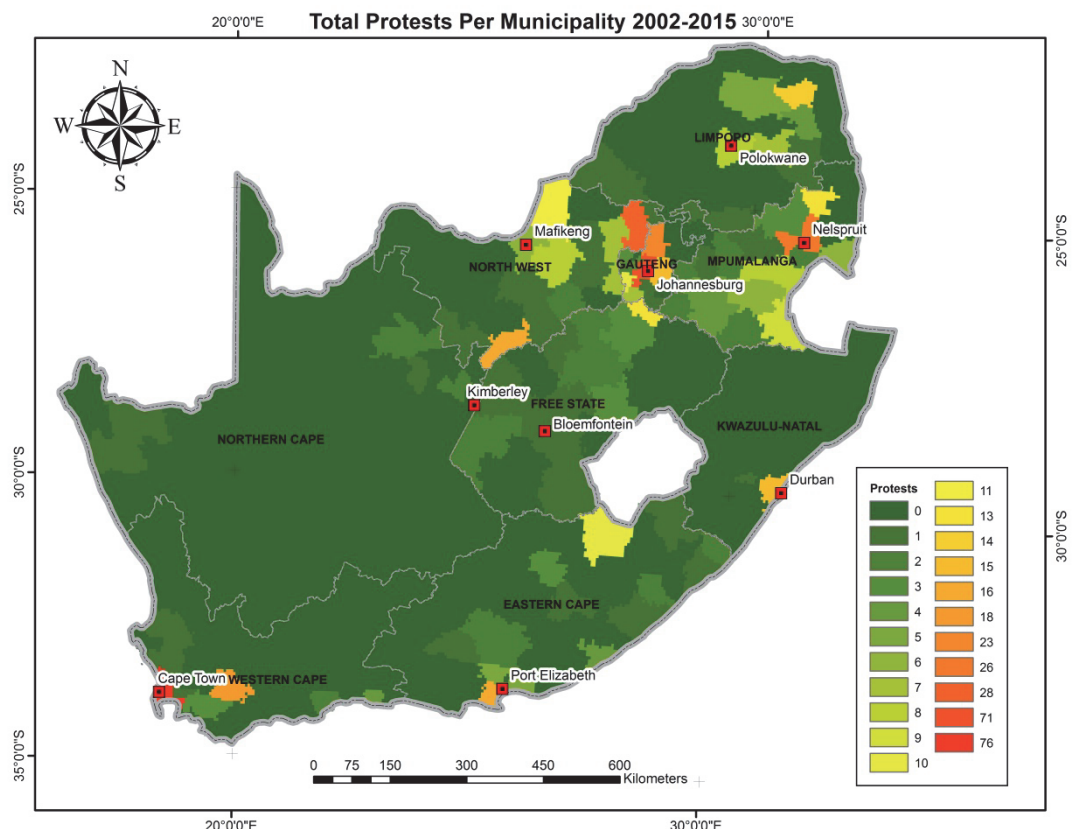 Total Protests Per Municipality 2002-2015
20°0'0"E
30°0'0"E
N
W
E
S
25°0'0"S
25°0'0"S
LIMPOPO
Polokwane
Mafikeng
NORTH WEST
Nelspruit
MPUMALANGA
GAUTENG
Johannesburg
Kimberley
FREE STATE
Bloemfontein
NORTHERN CAPE
KWAZULU-NATAL
Durban
30°0'0"S
30°0'0"S
EASTERN CAPE
Cape Town
WESTERN CAPE
Port Elizabeth
35°0'0"S
0 75 150 300 450 600
Kilometers
20°0'0"E
30°0'0"E
Protests
0
1
2
3
4
5
6
7
8
9
10
11
13
14
15
16
18
23
26
28
71
76